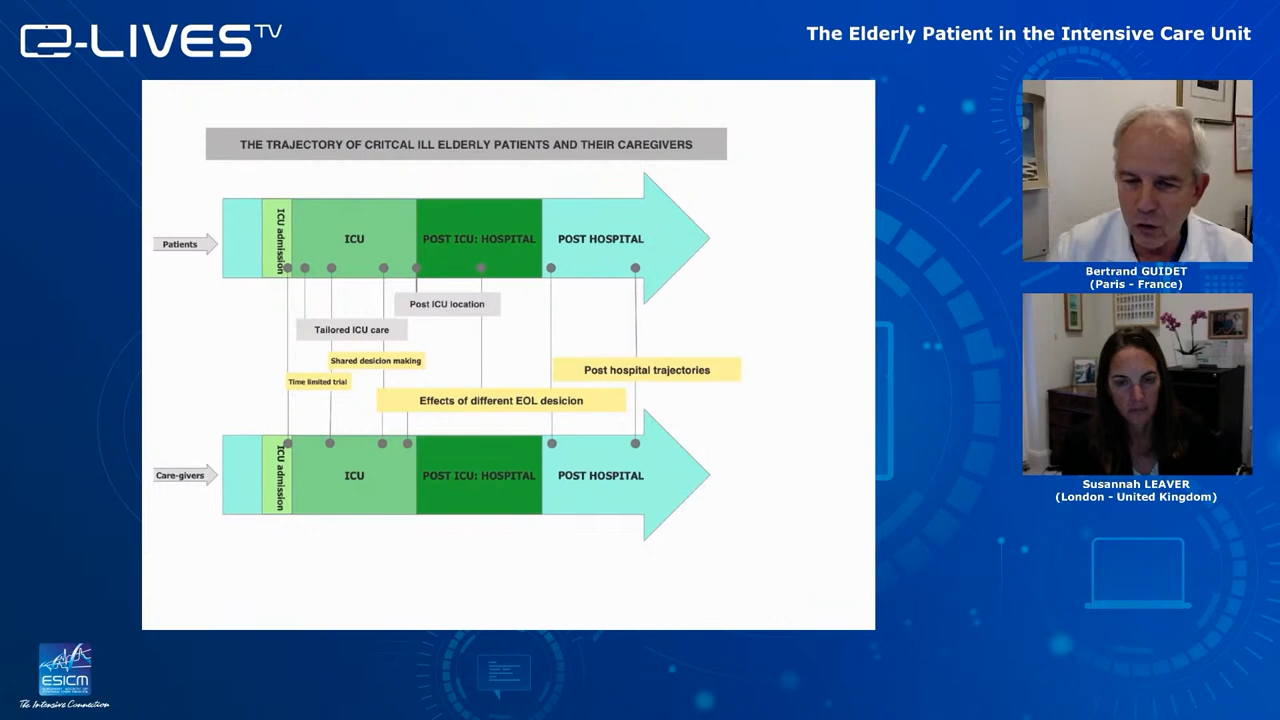 e-LIVES TV
The Elderly Patient in the Intensive Care Unit
THE TRAJECTORY OF CRITCAL ILL ELDERLY PATIENTS AND THEIR CAREGIVERS
Patients
ICU admission
ICU
POST ICU: HOSPITAL
POST HOSPITAL
Post ICU location
Tailored ICU care
Shared desicion making
Time limited trial
Post hospital trajectories
Effects of different EOL desicion
Care-givers
ICU admission
ICU
POST ICU: HOSPITAL
POST HOSPITAL
Bertrand GUIDET
(Paris - France)
Susannah LEAVER
(London - United Kingdom)
ESICM
The Intensive Connection